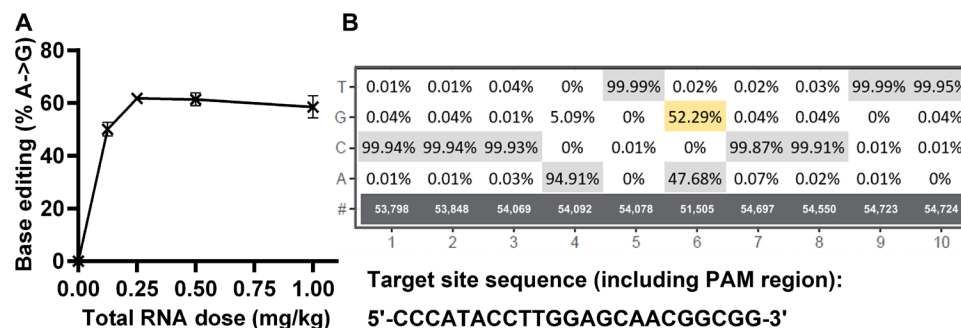 A
Base editing (% A->G)
80
60
40
20
0
0.00 0.25 0.50 0.75 1.00
Total RNA dose (mg/kg)
B
T 0.01% 0.01% 0.04% 0% 99.99% 0.02% 0.02% 0.03% 99.99% 99.95%
G 0.04% 0.04% 0.01% 5.09% 0% 52.29% 0.04% 0.04% 0% 0.04%
C 99.94% 99.94% 99.93% 0% 0.01% 0% 99.87% 99.91% 0.01% 0.01%
A 0.01% 0.01% 0.03% 94.91% 0% 47.68% 0.07% 0.02% 0.01% 0%
# 53,798 53,848 54,069 54,092 54,078 51,505 54,697 54,550 54,723 54,724
1 2 3 4 5 6 7 8 9 10
Target site sequence (including PAM region):
5'-CCCATACCTTGGAGCAACGGCGG-3'